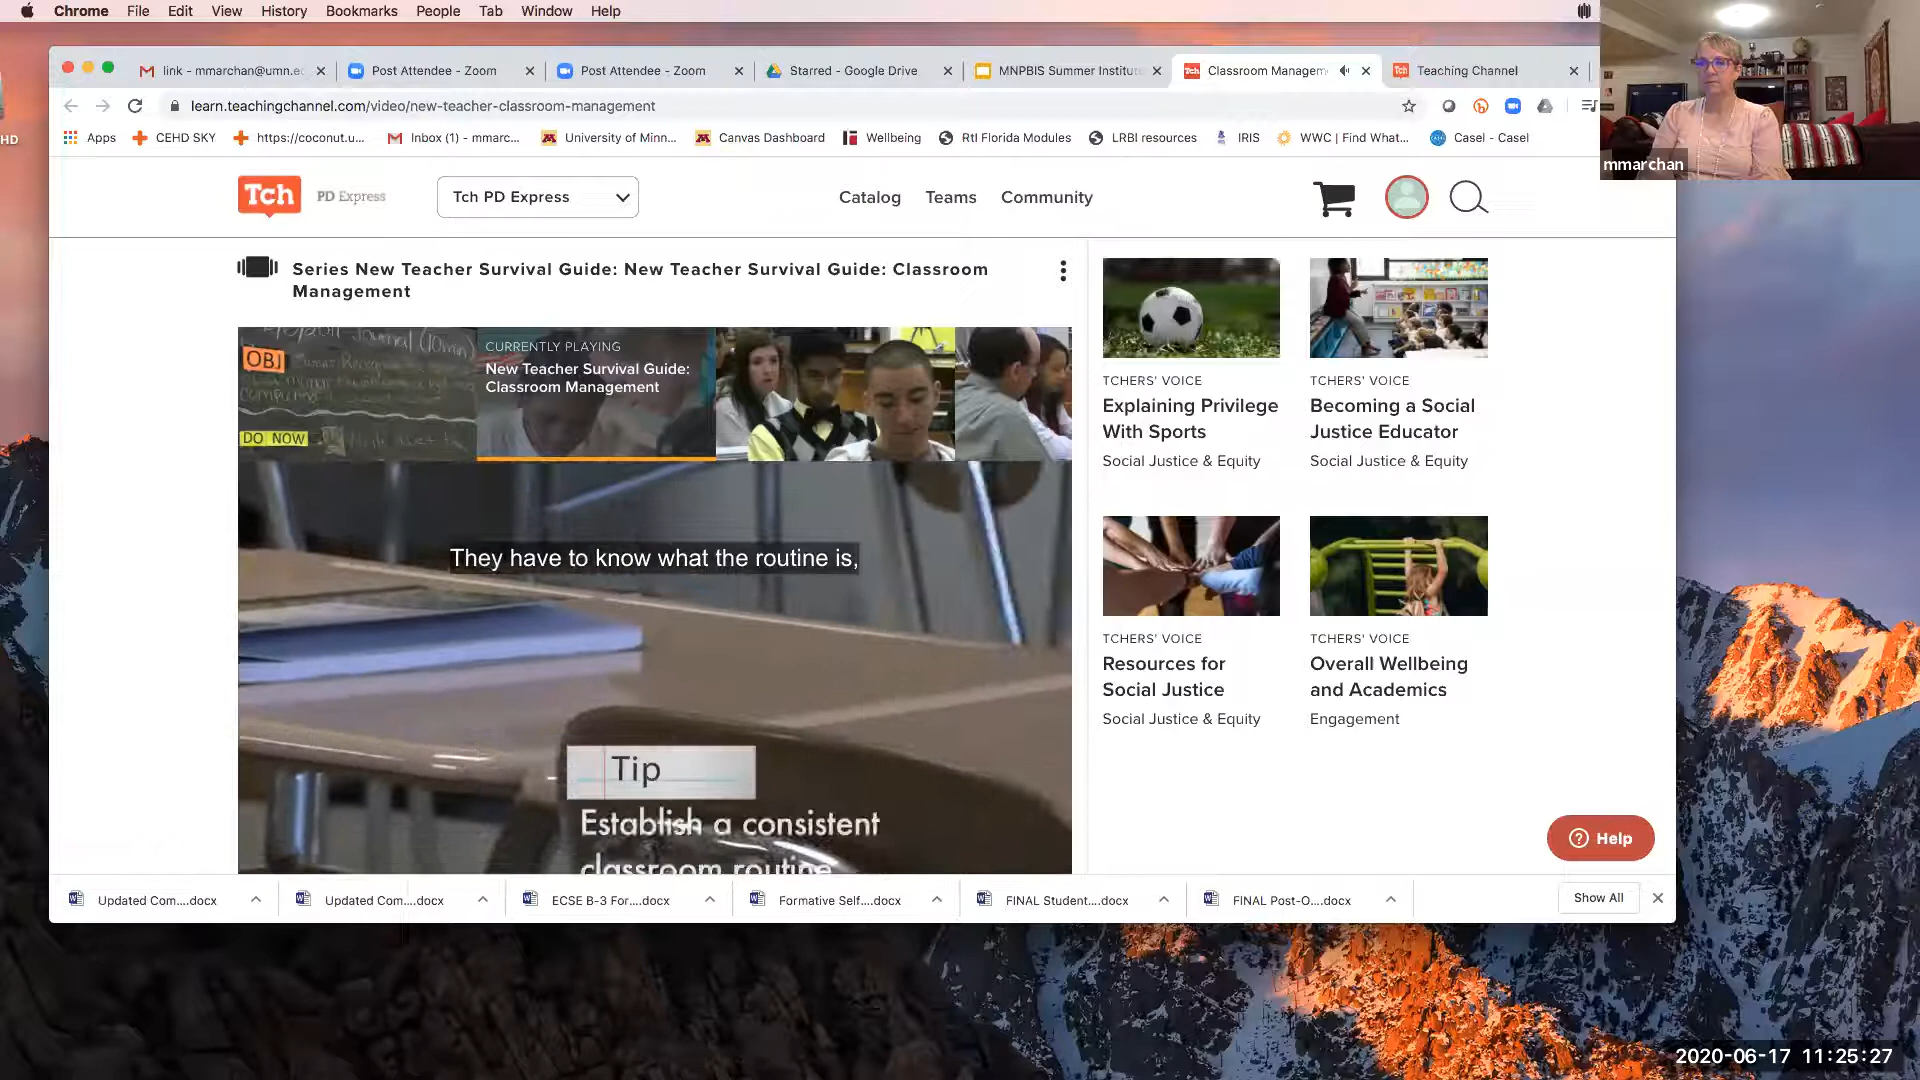 Chrome File Edit View History Bookmarks People Tab Window Help
link - mmarchan@umn.ec
Post Attendee - Zoom
Post Attendee - Zoom
Starred - Google Drive
MNPBIS Summer Institute
Classroom Managem
Teaching Channel
learn.teachingchannel.com/video/new-teacher-classroom-management
Apps
CEHD SKY
https://coconut.u...
Inbox (1) - mmarc...
University of Minn...
Canvas Dashboard
Wellbeing
RtI Florida Modules
LRBI resources
IRIS
WWC | Find What...
Casel - Casel
mmarchan
HD
Tch PD Express
Tch PD Express
Catalog Teams Community
Series New Teacher Survival Guide: New Teacher Survival Guide: Classroom
Management
OBJ
DO NOW
CURRENTLY PLAYING
New Teacher Survival Guide:
Classroom Management
They have to know what the routine is,
Tip
Establish a consistent
classroom routine
TCHERS' VOICE
Explaining Privilege
With Sports
Social Justice & Equity
TCHERS' VOICE
Becoming a Social
Justice Educator
Social Justice & Equity
TCHERS' VOICE
Resources for
Social Justice
Social Justice & Equity
TCHERS' VOICE
Overall Wellbeing
and Academics
Engagement
Help
Updated Com....docx
Updated Com....docx
ECSE B-3 For....docx
Formative Self....docx
FINAL Student....docx
FINAL Post-O....docx
Show All
2020-06-17 11:25:27